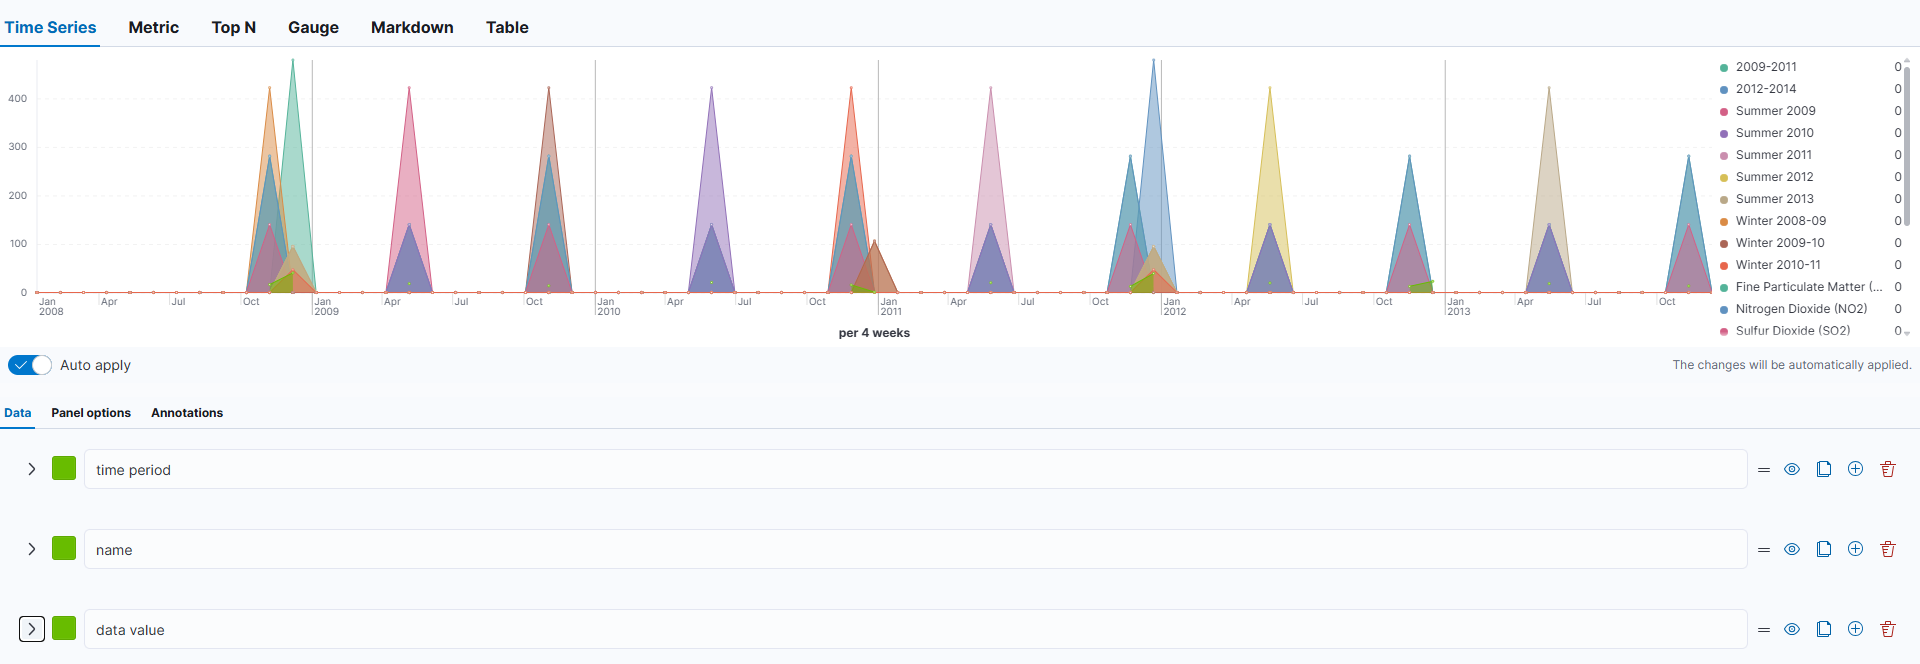 Time Series Metric Top N Gauge Markdown Table
400
300
200
100
0
Jan Apr Jul Oct Jan Apr Jul Oct Jan Apr Jul Oct Jan Apr Jul Oct Jan Apr Jul Oct Jan Apr Jul Oct
2008 2009 2010 2011 2012 2013
per 4 weeks
2009-2011 0
2012-2014 0
Summer 2009 0
Summer 2010 0
Summer 2011 0
Summer 2012 0
Summer 2013 0
Winter 2008-09 0
Winter 2009-10 0
Winter 2010-11 0
Fine Particulate Matter (... 0
Nitrogen Dioxide (NO2) 0
Sulfur Dioxide (SO2) 0
Auto apply The changes will be automatically applied.
Data Panel options Annotations
time period
name
data value